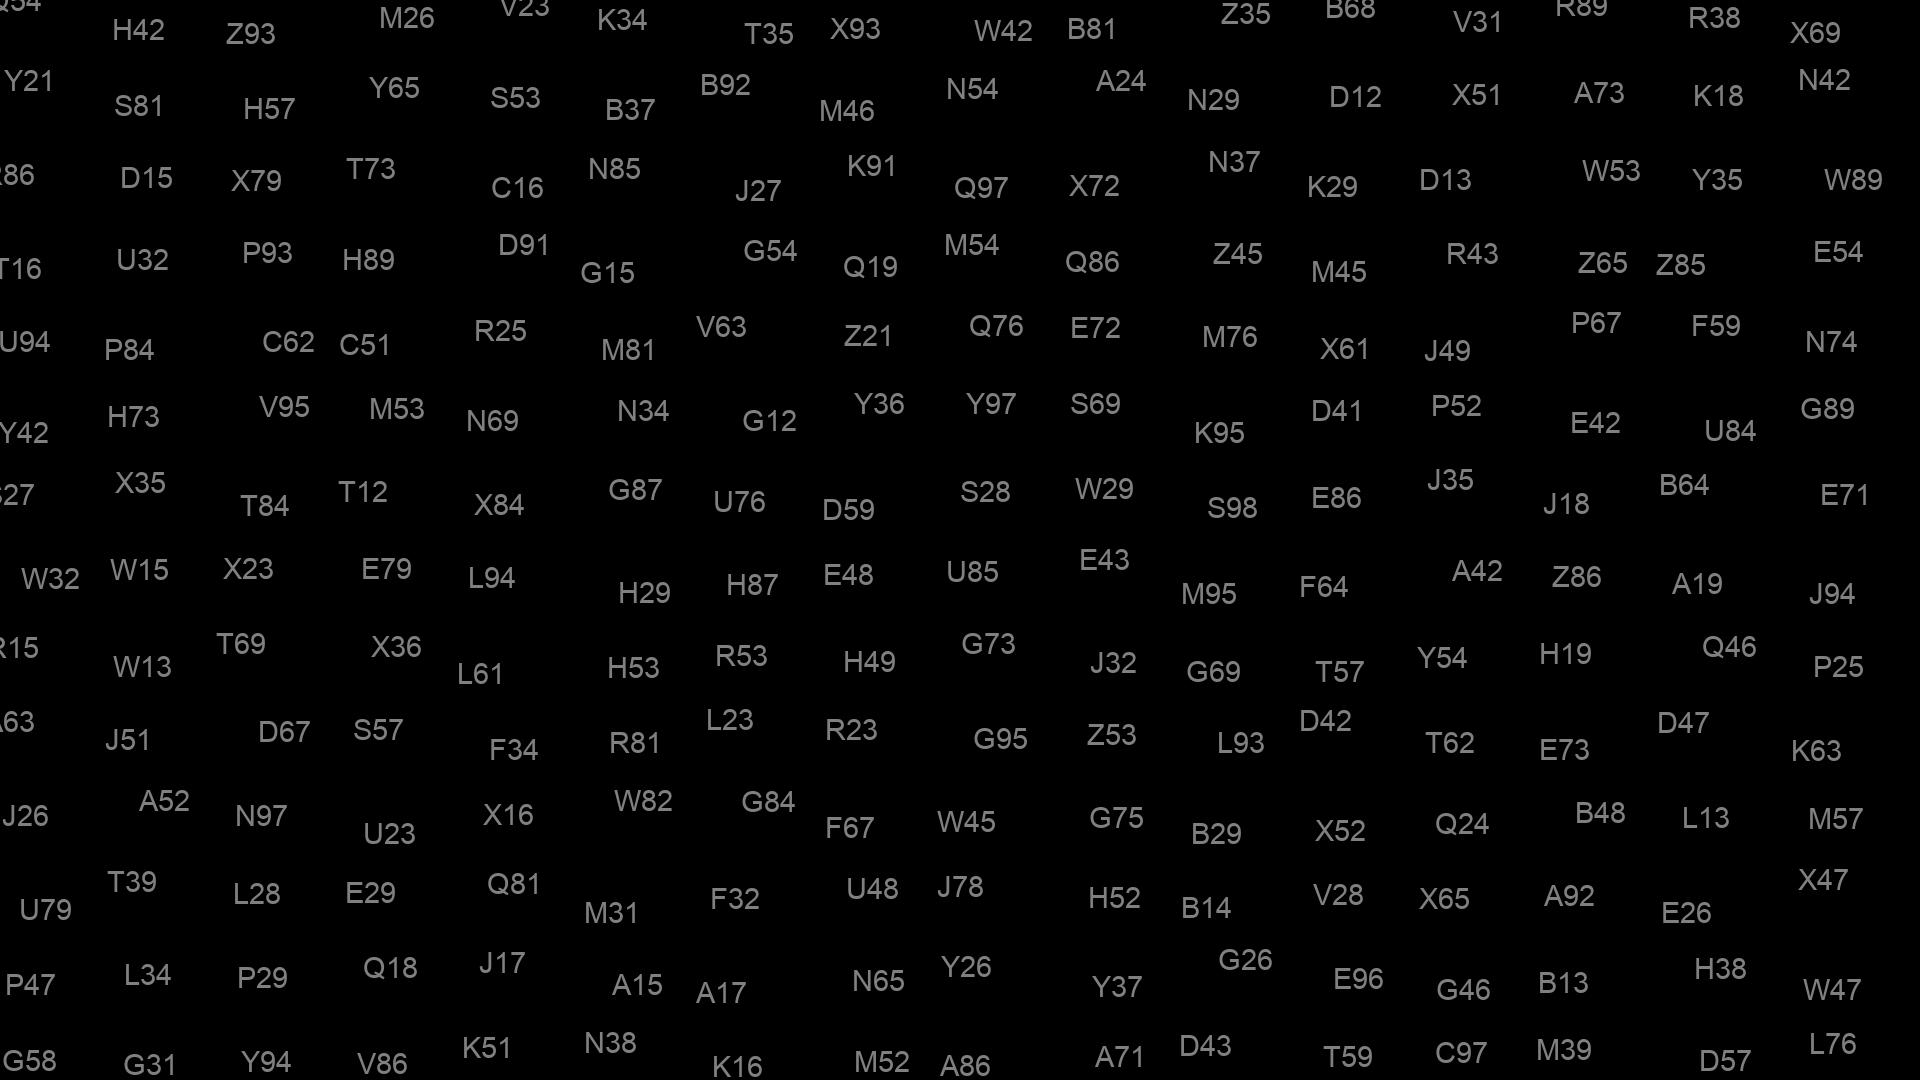 H42 Z93 M26 V23 K34 T35 X93 W42 B81 Z35 B68 V31 R89 R38 X69
Y21 S81 H57 Y65 S53 B37 B92 M46 N54 A24 N29 D12 X51 A73 K18 N42
D15 X79 T73 C16 N85 J27 K91 Q97 X72 N37 K29 D13 W53 Y35 W89
T16 U32 P93 H89 D91 G15 G54 Q19 M54 Q86 Z45 M45 R43 Z65 Z85 E54
U94 P84 C62 C51 R25 M81 V63 Z21 Q76 E72 M76 X61 J49 P67 F59 N74
Y42 H73 V95 M53 N69 N34 G12 Y36 Y97 S69 K95 D41 P52 E42 U84 G89
X35 T84 T12 X84 G87 U76 D59 S28 W29 S98 E86 J35 J18 B64 E71
W32 W15 X23 E79 L94 H29 H87 E48 U85 E43 M95 F64 A42 Z86 A19 J94
R15 W13 T69 X36 L61 H53 R53 H49 G73 J32 G69 T57 Y54 H19 Q46 P25
J51 D67 S57 F34 R81 L23 R23 G95 Z53 L93 D42 T62 E73 D47 K63
J26 A52 N97 U23 X16 W82 G84 F67 W45 G75 B29 X52 Q24 B48 L13 M57
U79 T39 L28 E29 Q81 M31 F32 U48 J78 H52 B14 V28 X65 A92 E26 X47
P47 L34 P29 Q18 J17 A15 A17 N65 Y26 Y37 G26 E96 G46 B13 H38 W47
G58 G31 Y94 V86 K51 N38 K16 M52 A86 A71 D43 T59 C97 M39 D57 L76